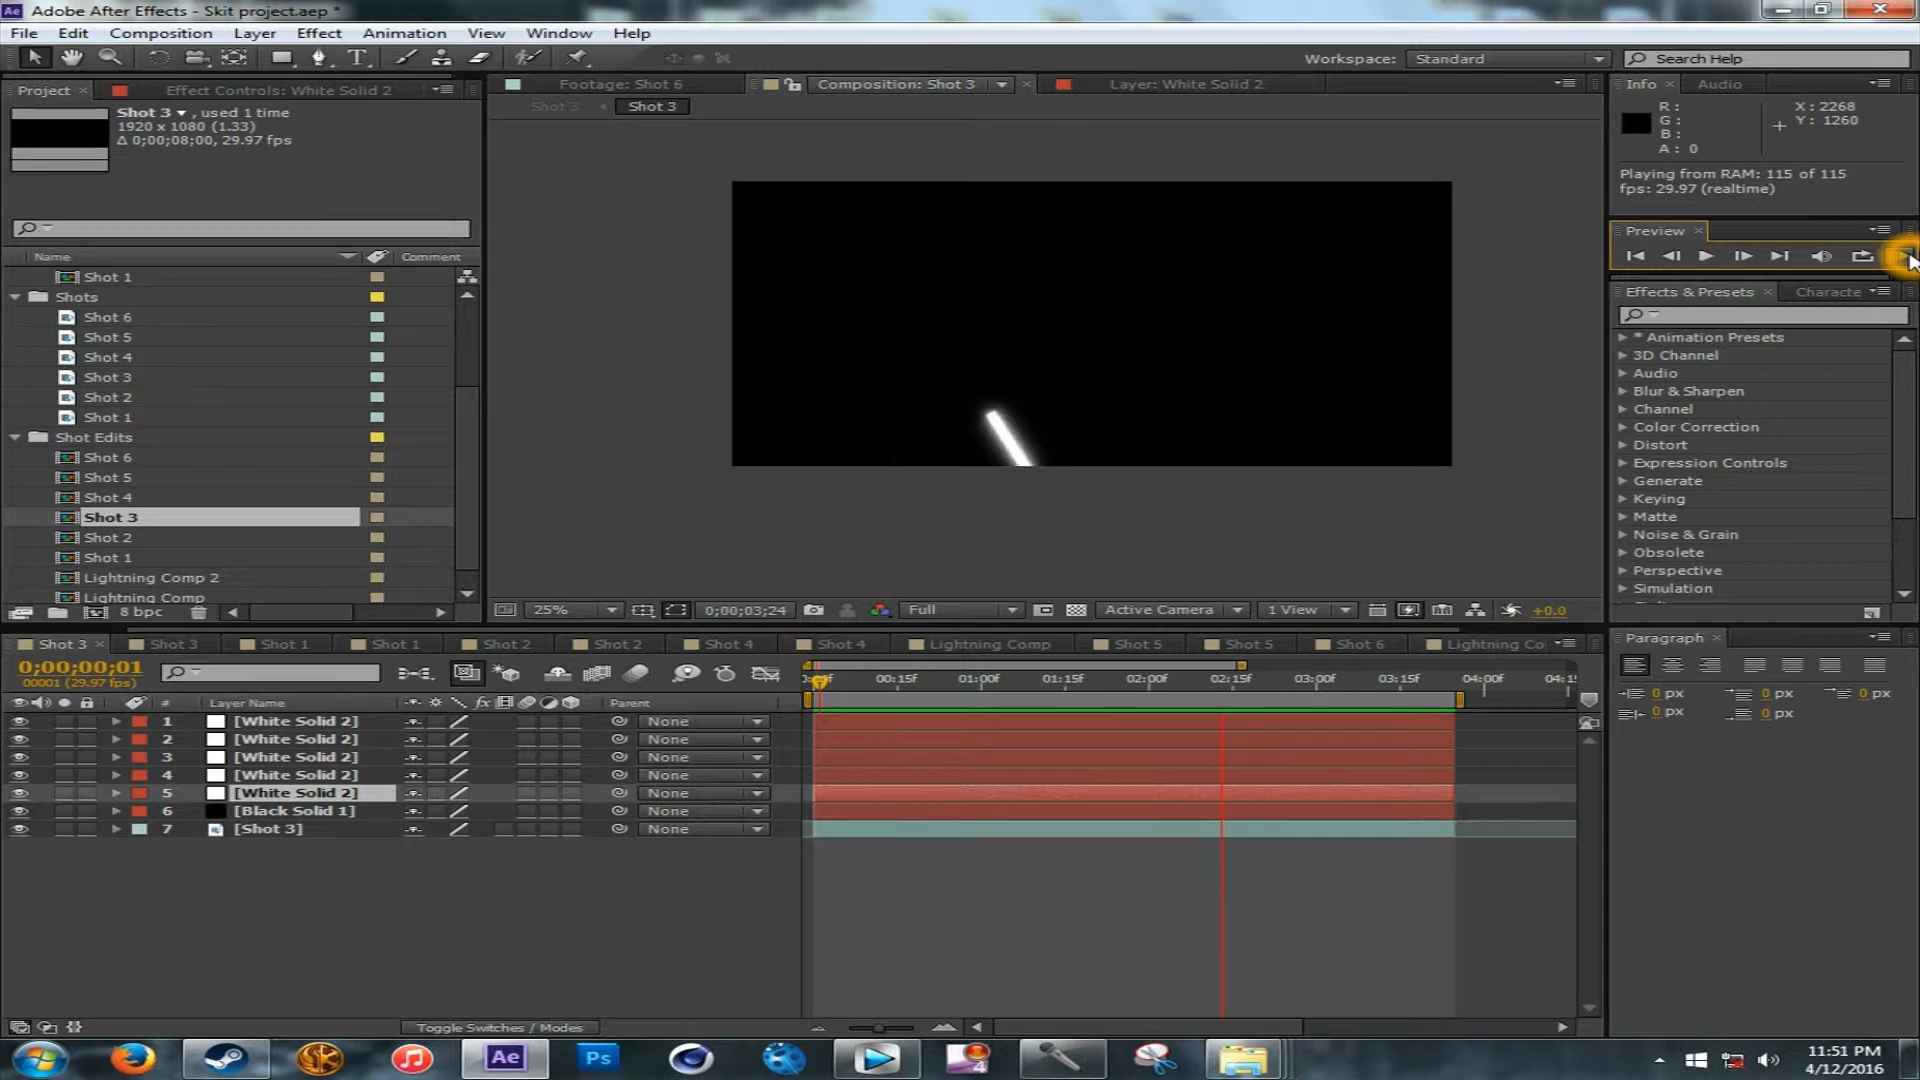 Adobe After Effects - Skit project.aep *
File Edit Composition Layer Effect Animation View Window Help
Workspace: Standard Search Help
Project Effect Controls: White Solid 2
Shot 3 , used 1 time
1920 x 1080 (1.33)
Δ 0;00;08;00, 29.97 fps
Name Comment
Shot 1
Shots
Shot 6
Shot 5
Shot 4
Shot 3
Shot 2
Shot 1
Shot Edits
Shot 6
Shot 5
Shot 4
Shot 3
Shot 2
Shot 1
Lightning Comp 2
Lightning Comp
8 bpc
Footage: Shot 6 Composition: Shot 3 Layer: White Solid 2
Shot 3 Shot 3
25% 0;00;03;24 Full Active Camera 1 View +0.0
Info Audio
R :
G :
B :
A : 0
X : 2268
Y : 1260
Playing from RAM: 115 of 115
fps: 29.97 (realtime)
Preview
Effects & Presets Characte
* Animation Presets
3D Channel
Audio
Blur & Sharpen
Channel
Color Correction
Distort
Expression Controls
Generate
Keying
Matte
Noise & Grain
Obsolete
Perspective
Simulation
Shot 3 Shot 3 Shot 1 Shot 1 Shot 2 Shot 2 Shot 4 Shot 4 Lightning Comp Shot 5 Shot 5 Shot 6 Lightning Co
0;00;00;01
00001 (29.97 fps)
00:15f 01:00f 01:15f 02:00f 02:15f 03:00f 03:15f 04:00f
# Layer Name fx Parent
1 [White Solid 2] None
2 [White Solid 2] None
3 [White Solid 2] None
4 [White Solid 2] None
5 [White Solid 2] None
6 [Black Solid 1] None
7 [Shot 3] None
Toggle Switches / Modes
Paragraph
0 px 0 px 0 px
0 px 0 px
Ae Ps
11:51 PM
4/12/2016